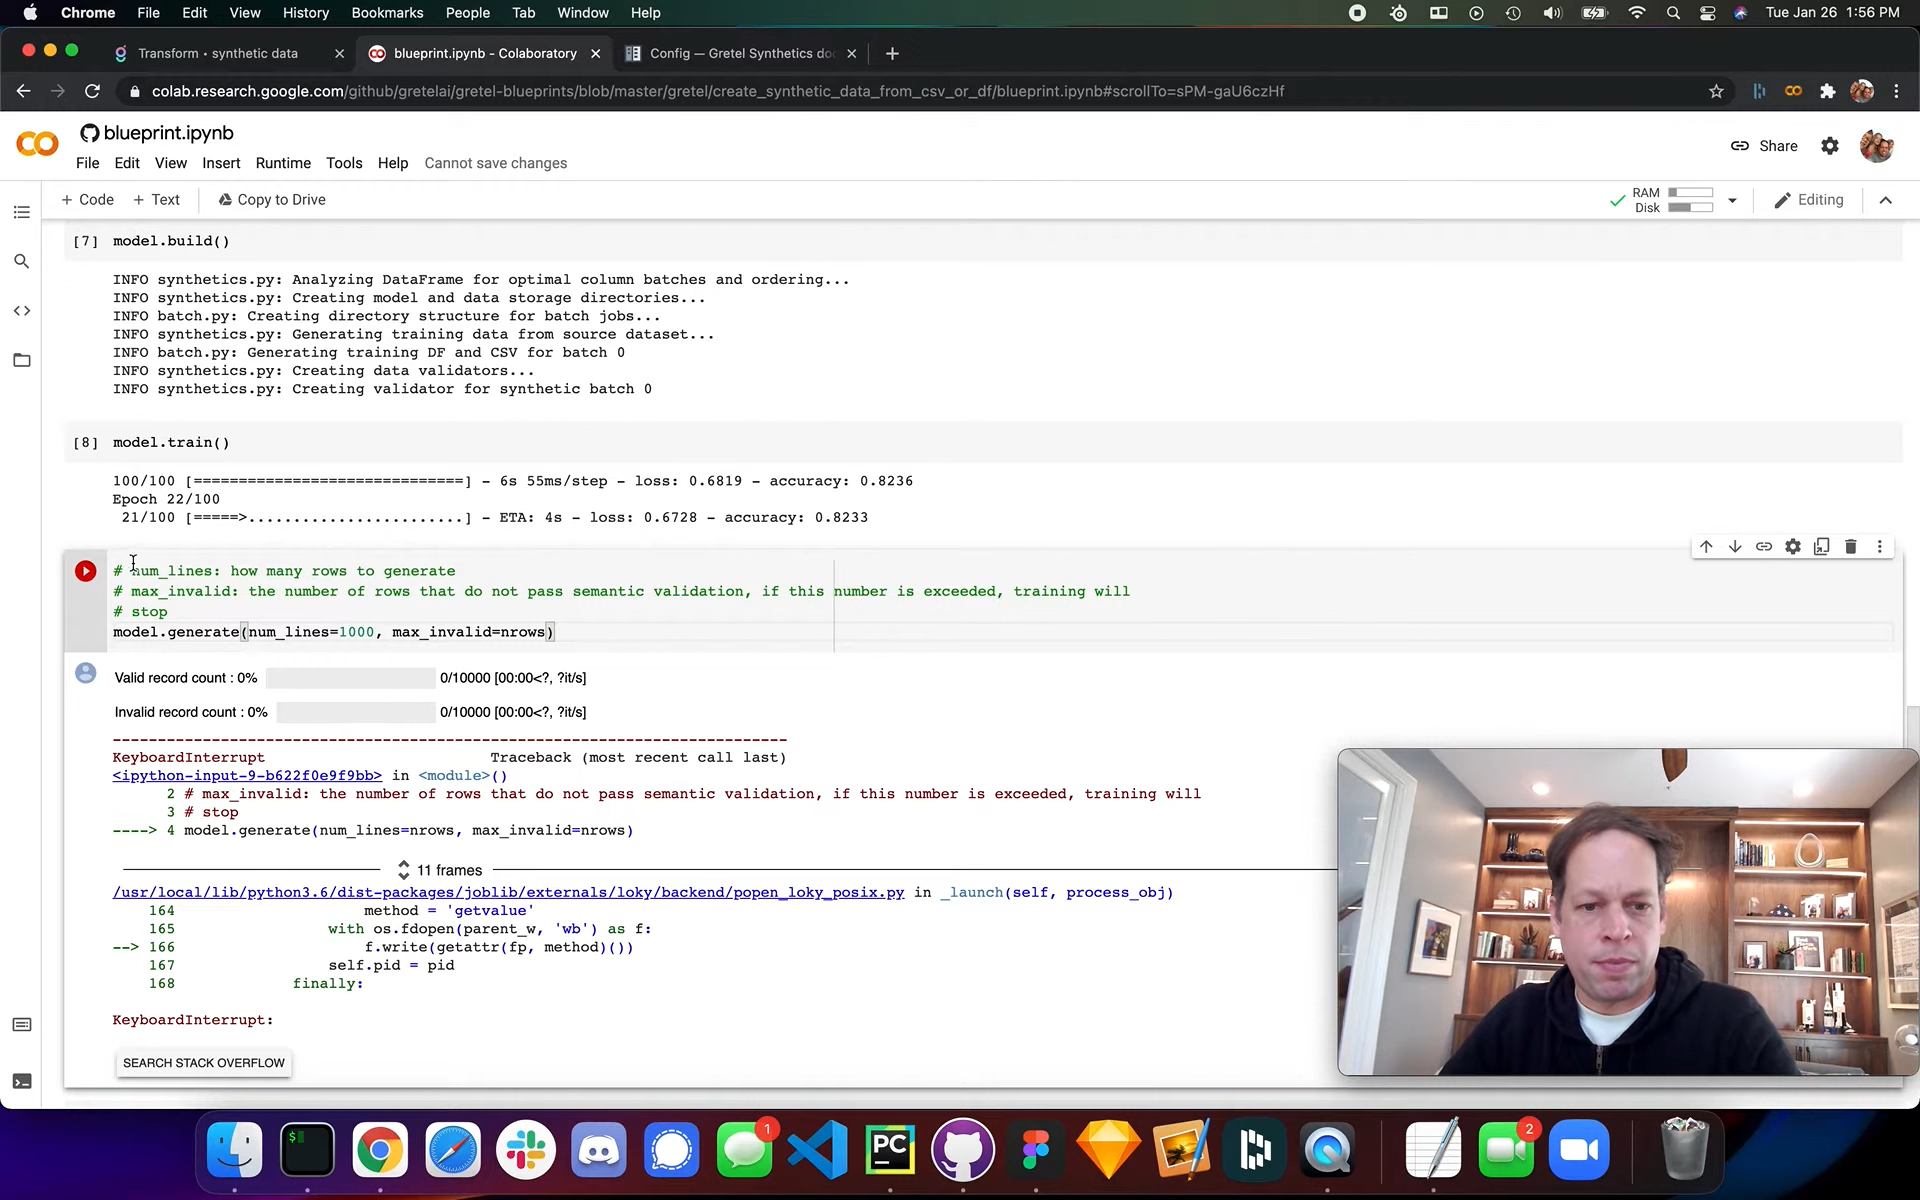 Chrome File Edit View History Bookmarks People Tab Window Help Tue Jan 26 1:56 PM
Transform • synthetic data
blueprint.ipynb - Colaboratory
Config — Gretel Synthetics doc
colab.research.google.com/github/gretelai/gretel-blueprints/blob/master/gretel/create_synthetic_data_from_csv_or_df/blueprint.ipynb#scrollTo=sPM-gaU6czHf
CO
blueprint.ipynb
File Edit View Insert Runtime Tools Help Cannot save changes
Share
+ Code + Text Copy to Drive
RAM
Disk
Editing
[7] model.build()
INFO synthetics.py: Analyzing DataFrame for optimal column batches and ordering...
INFO synthetics.py: Creating model and data storage directories...
INFO batch.py: Creating directory structure for batch jobs...
INFO synthetics.py: Generating training data from source dataset...
INFO batch.py: Generating training DF and CSV for batch 0
INFO synthetics.py: Creating data validators...
INFO synthetics.py: Creating validator for synthetic batch 0
[8] model.train()
100/100 [==============================] - 6s 55ms/step - loss: 0.6819 - accuracy: 0.8236
Epoch 22/100
21/100 [=====>........................] - ETA: 4s - loss: 0.6728 - accuracy: 0.8233
# num_lines: how many rows to generate
# max_invalid: the number of rows that do not pass semantic validation, if this number is exceeded, training will
# stop
model.generate(num_lines=1000, max_invalid=nrows)
Valid record count : 0% 0/10000 [00:00<?, ?it/s]
Invalid record count : 0% 0/10000 [00:00<?, ?it/s]
---------------------------------------------------------------------------
KeyboardInterrupt Traceback (most recent call last)
<ipython-input-9-b622f0e9f9bb> in <module>()
2 # max_invalid: the number of rows that do not pass semantic validation, if this number is exceeded, training will
3 # stop
----> 4 model.generate(num_lines=nrows, max_invalid=nrows)
11 frames
/usr/local/lib/python3.6/dist-packages/joblib/externals/loky/backend/popen_loky_posix.py in _launch(self, process_obj)
164 method = 'getvalue'
165 with os.fdopen(parent_w, 'wb') as f:
--> 166 f.write(getattr(fp, method)())
167 self.pid = pid
168 finally:
KeyboardInterrupt:
SEARCH STACK OVERFLOW
$
1
PC
2